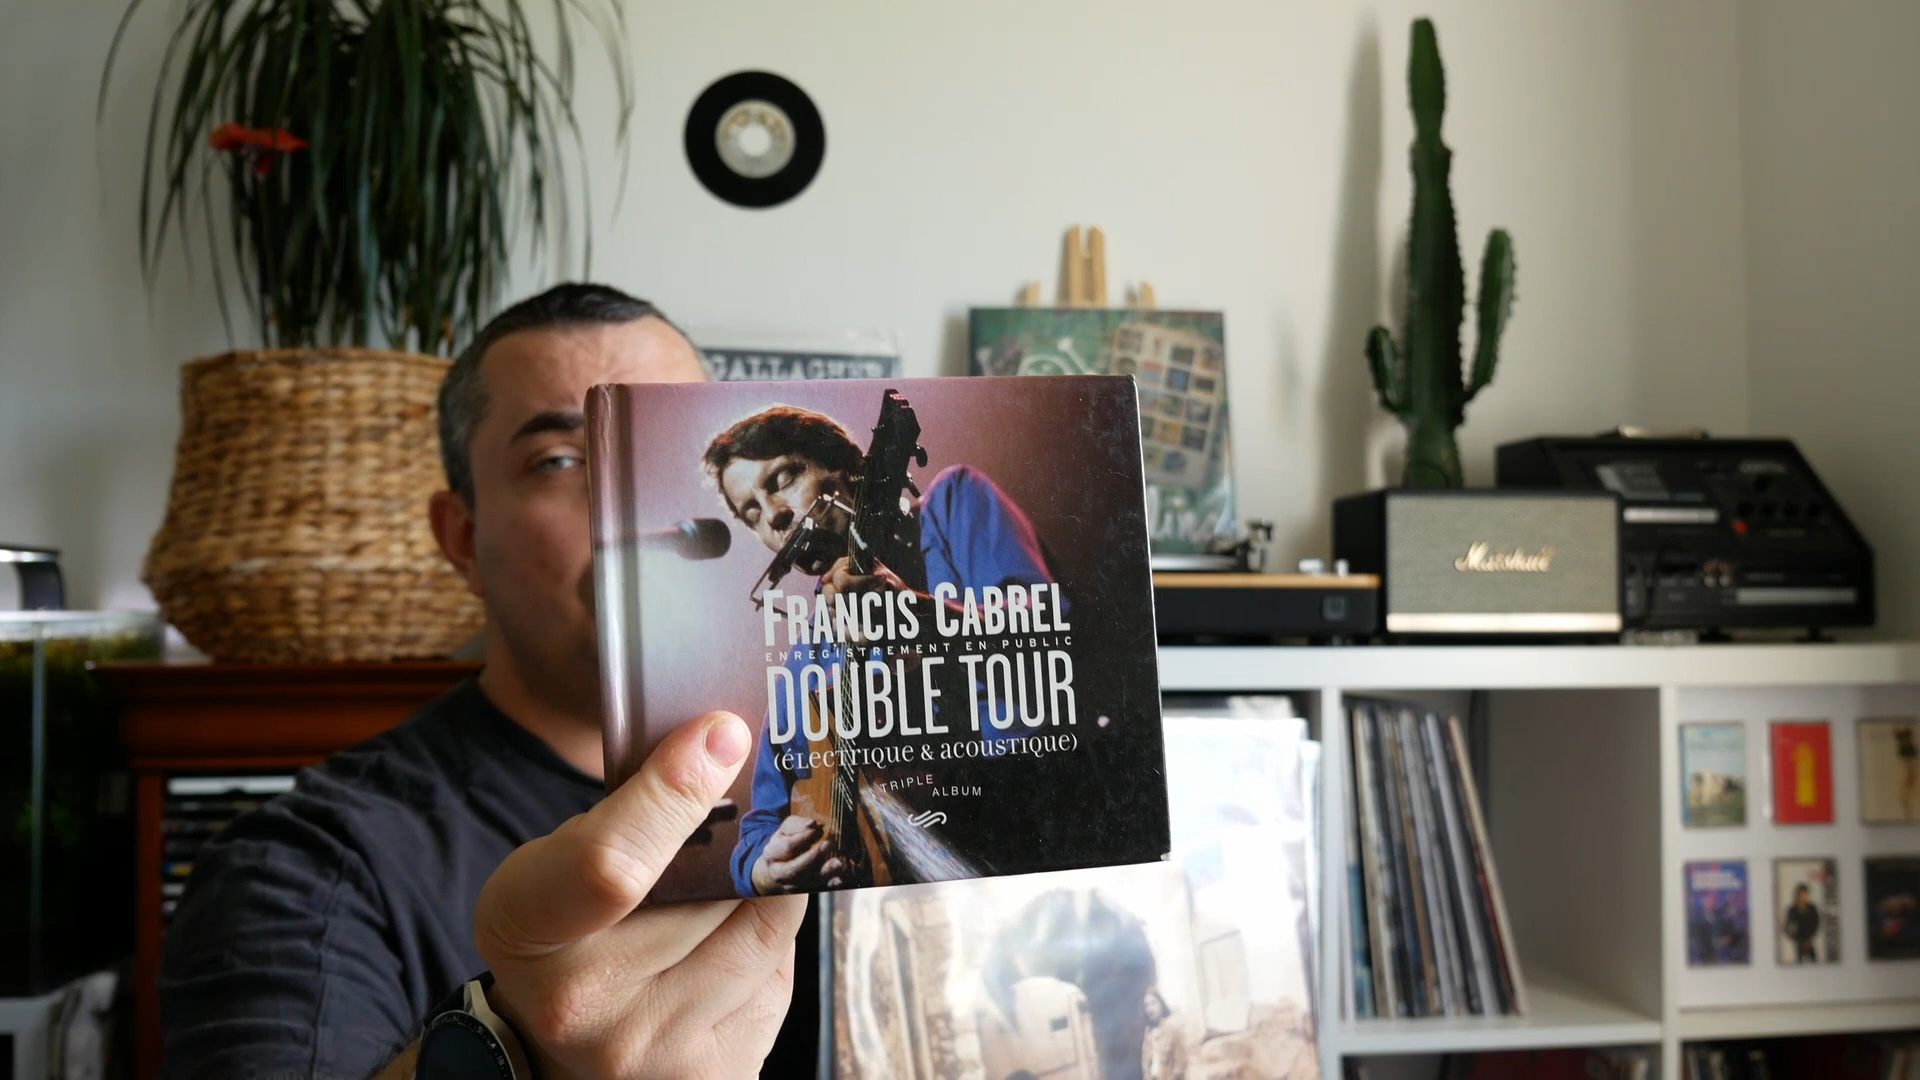 GALLAGHER
FRANCIS CABREL
ENREGISTREMENT EN PUBLIC
DOUBLE TOUR
(éLECTRIQUE & ACOUSTIQUE)
TRIPLE
ALBUM
Marshall